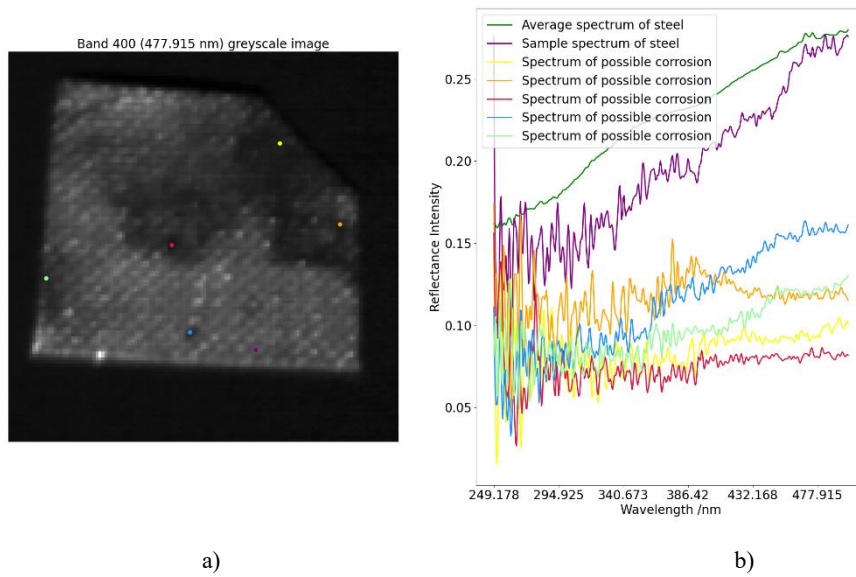 Band 400 (477.915 nm) greyscale image
a)
Average spectrum of steel
Sample spectrum of steel
Spectrum of possible corrosion
Spectrum of possible corrosion
Spectrum of possible corrosion
Spectrum of possible corrosion
Spectrum of possible corrosion
Reflectance Intensity
0.25
0.20
0.15
0.10
0.05
249.178 294.925 340.673 386.42 432.168 477.915
Wavelength /nm
b)